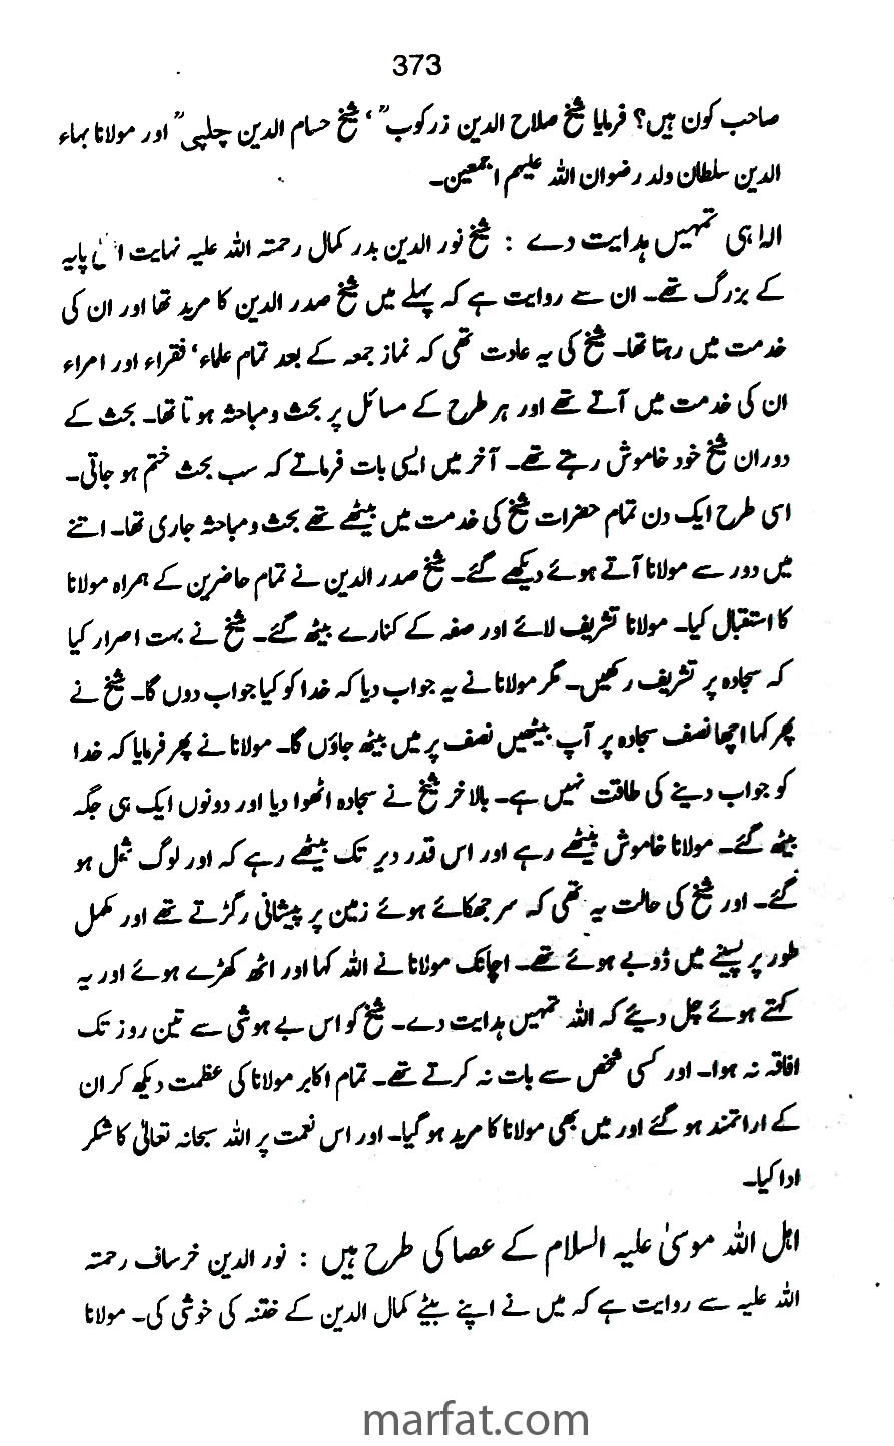 373
صاحب کون ہیں؟ فرمایا شیخ صلاح الدین زرکوبؒ، شیخ حسام الدین چلپیؒ اور مولانا بہاء
الدین سلطان ولد رضوان اللہ علیہم اجمعین۔
الہٰی تمہیں ہدایت دے : شیخ نور الدین بدر کمال رحمتہ اللہ علیہ نہایت پایہ
کے بزرگ تھے۔ ان سے روایت ہے کہ پہلے میں شیخ صدر الدین کا مرید تھا اور ان کی
خدمت میں رہتا تھا۔ شیخ کی یہ عادت تھی کہ نماز جمعہ کے بعد تمام علماء، فقراء اور امراء
ان کی خدمت میں آتے تھے اور ہر طرح کے مسائل پر بحث ومباحثہ ہوتا تھا۔ بحث کے
دوران شیخ خود خاموش رہتے تھے۔ آخر میں ایسی بات فرماتے کہ سب بحث ختم ہو جاتی۔
اسی طرح ایک دن تمام حضرات شیخ کی خدمت میں بیٹھے تھے بحث ومباحثہ جاری تھا۔ اتنے
میں دور سے مولانا آتے ہوئے دیکھے گئے۔ شیخ صدر الدین نے تمام حاضرین کے ہمراہ مولانا
کا استقبال کیا۔ مولانا تشریف لائے اور صفہ کے کنارے بیٹھ گئے۔ شیخ نے بہت اصرار کیا
کہ سجادہ پر تشریف رکھیں۔ مگر مولانا نے یہ جواب دیا کہ خدا کو کیا جواب دوں گا۔ شیخ نے
پھر کہا اچھا نصف سجادہ پر آپ بیٹھیں نصف پر میں بیٹھ جاؤں گا۔ مولانا نے پھر فرمایا کہ خدا
کو جواب دینے کی طاقت نہیں ہے۔ بالاخر شیخ نے سجادہ اٹھوا دیا اور دونوں ایک ہی جگہ
بیٹھ گئے۔ مولانا خاموش بیٹھے رہے اور اس قدر دیر تک بیٹھے رہے کہ اور لوگ شمل ہو
گئے۔ اور شیخ کی حالت یہ تھی کہ سر جھکائے ہوئے زمین پر پیشانی رگڑتے تھے اور مکمل
طور پر پسینے میں ڈوبے ہوئے تھے۔ اچانک مولانا نے اللہ کہا اور اٹھ کھڑے ہوئے اور یہ
کہتے ہوئے چل دیئے کہ اللہ تمہیں ہدایت دے۔ شیخ کو اس بے ہوشی سے تین روز تک
افاقہ نہ ہوا۔ اور کسی شخص سے بات نہ کرتے تھے۔ تمام اکابر مولانا کی عظمت دیکھ کر ان
کے اراتمند ہو گئے اور میں بھی مولانا کا مرید ہو گیا۔ اور اس نعمت پر اللہ سبحانہ تعالیٰ کا شکر
ادا کیا۔
اہل اللہ موسیٰ علیہ السلام کے عصا کی طرح ہیں : نور الدین خرساف رحمتہ
اللہ علیہ سے روایت ہے کہ میں نے اپنے بیٹے کمال الدین کے ختنہ کی خوشی کی۔ مولانا
marfat.com